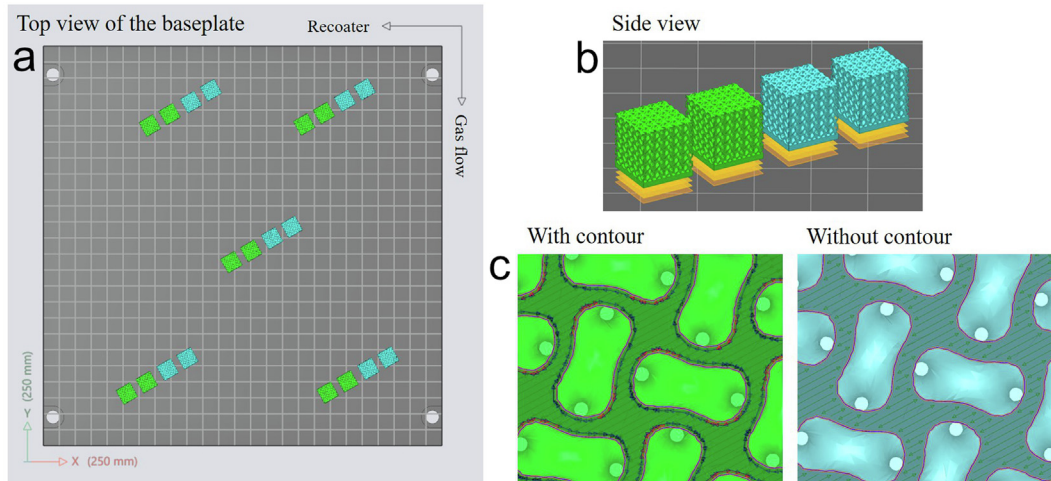 Top view of the baseplate
Recoater
a
Gas flow
Y (250 mm)
X (250 mm)
Side view
b
With contour
Without contour
c